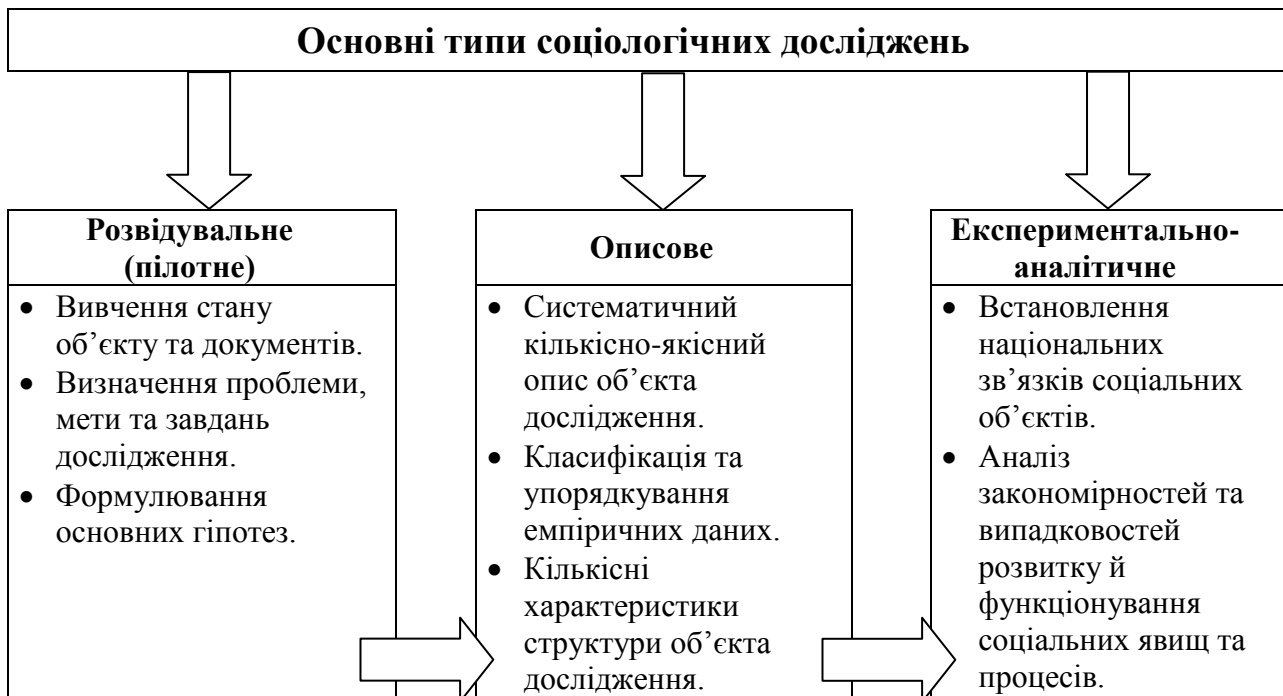 Основні типи соціологічних досліджень
Розвідувальне
(пілотне)
• Вивчення стану
об’єкту та документів.
• Визначення проблеми,
мети та завдань
дослідження.
• Формулювання
основних гіпотез.
Описове
• Систематичний
кількісно-якісний
опис об’єкта
дослідження.
• Класифікація та
упорядкування
емпіричних даних.
• Кількісні
характеристики
структури об’єкта
дослідження.
Експериментально-
аналітичне
• Встановлення
національних
зв’язків соціальних
об’єктів.
• Аналіз
закономірностей та
випадковостей
розвитку й
функціонування
соціальних явищ та
процесів.